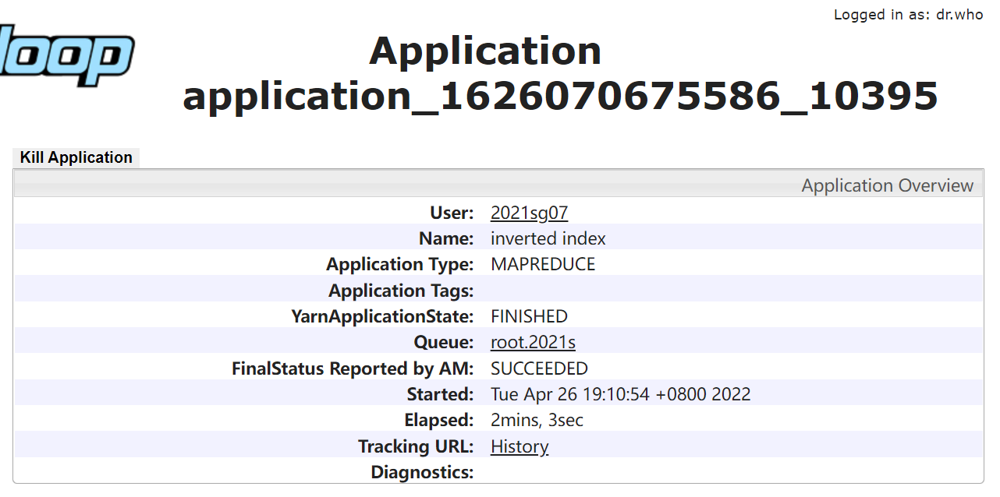 Logged in as: dr.who
loop
Application
application_1626070675586_10395
Kill Application
Application Overview
User: 2021sg07
Name: inverted index
Application Type: MAPREDUCE
Application Tags:
YarnApplicationState: FINISHED
Queue: root.2021s
FinalStatus Reported by AM: SUCCEEDED
Started: Tue Apr 26 19:10:54 +0800 2022
Elapsed: 2mins, 3sec
Tracking URL: History
Diagnostics: